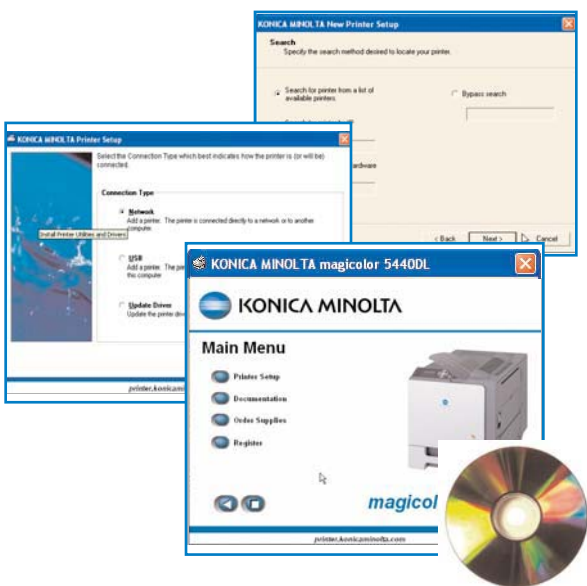 KONICA MINOLTA New Printer Setup
Search
Specify the search method desired to locate your printer.
Search for printer from a list of
available printers.
Bypass search
< Back
Next >
Cancel
KONICA MINOLTA Printer Setup
Select the Connection Type which best indicates how the printer is (or will be)
connected.
Connection Type
Network
Add a printer. The printer is connected directly to a network or to another
computer.
Install Printer Utilities and Drivers
USB
Add a printer. The
this computer
Update Driver
Update the printer
KONICA MINOLTA magicolor 5440DL
KONICA MINOLTA
Main Menu
Printer Setup
Documentation
Order Supplies
Register
printer.konicaminolta.com